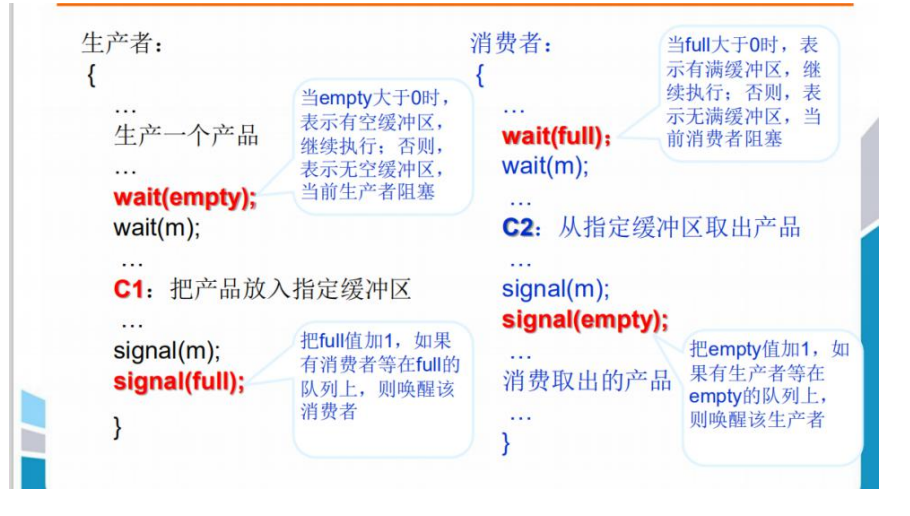 生产者:
{
…
生产一个产品
…
wait(empty);
wait(m);
…
C1: 把产品放入指定缓冲区
…
signal(m);
signal(full);
}
当empty大于0时,
表示有空缓冲区,
继续执行; 否则,
表示无空缓冲区,
当前生产者阻塞
把full值加1, 如果
有消费者等在full的
队列上, 则唤醒该
消费者
消费者:
{
…
wait(full);
wait(m);
…
C2: 从指定缓冲区取出产品
…
signal(m);
signal(empty);
…
消费取出的产品
…
}
当full大于0时, 表
示有满缓冲区, 继
续执行; 否则, 表
示无满缓冲区, 当
前消费者阻塞
把empty值加1, 如
果有生产者等在
empty的队列上,
则唤醒该生产者